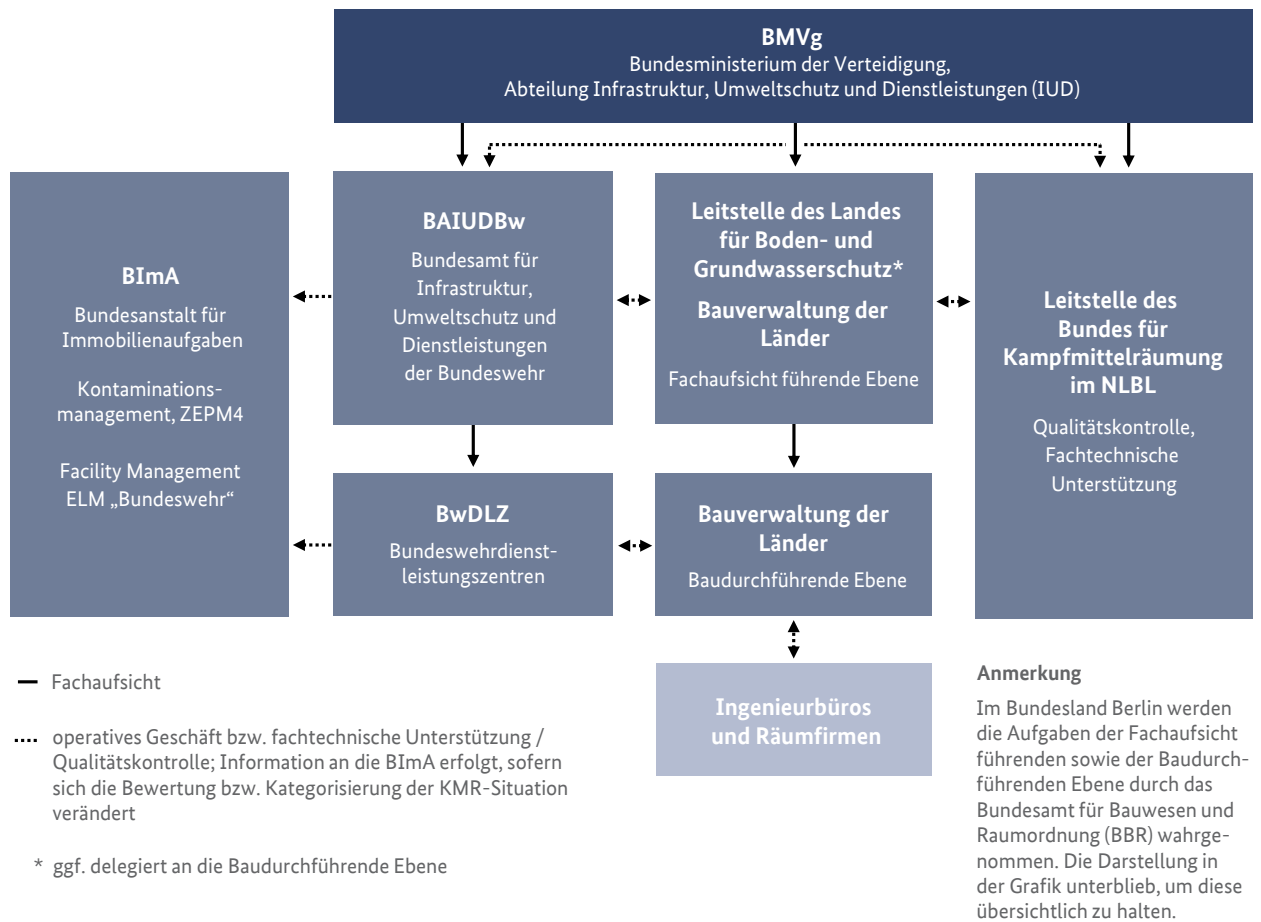 BMVg
Bundesministerium der Verteidigung,
Abteilung Infrastruktur, Umweltschutz und Dienstleistungen (IUD)
BImA
Bundesanstalt für
Immobilienaufgaben
Kontaminations-
management, ZEPM4
Facility Management
ELM „Bundeswehr“
BAIUDBw
Bundesamt für
Infrastruktur,
Umweltschutz und
Dienstleistungen
der Bundeswehr
Leitstelle des Landes
für Boden- und
Grundwasserschutz*
Bauverwaltung der
Länder
Fachaufsicht führende Ebene
Leitstelle des
Bundes für
Kampfmittelräumung
im NLBL
Qualitätskontrolle,
Fachtechnische
Unterstützung
BwDLZ
Bundeswehrdienst-
leistungszentren
Bauverwaltung der
Länder
Baudurchführende Ebene
Ingenieurbüros
und Räumfirmen
Fachaufsicht
operatives Geschäft bzw. fachtechnische Unterstützung /
Qualitätskontrolle; Information an die BImA erfolgt, sofern
sich die Bewertung bzw. Kategorisierung der KMR-Situation
verändert
* ggf. delegiert an die Baudurchführende Ebene
Anmerkung
Im Bundesland Berlin werden
die Aufgaben der Fachaufsicht
führenden sowie der Baudurch-
führenden Ebene durch das
Bundesamt für Bauwesen und
Raumordnung (BBR) wahrge-
nommen. Die Darstellung in
der Grafik unterblieb, um diese
übersichtlich zu halten.